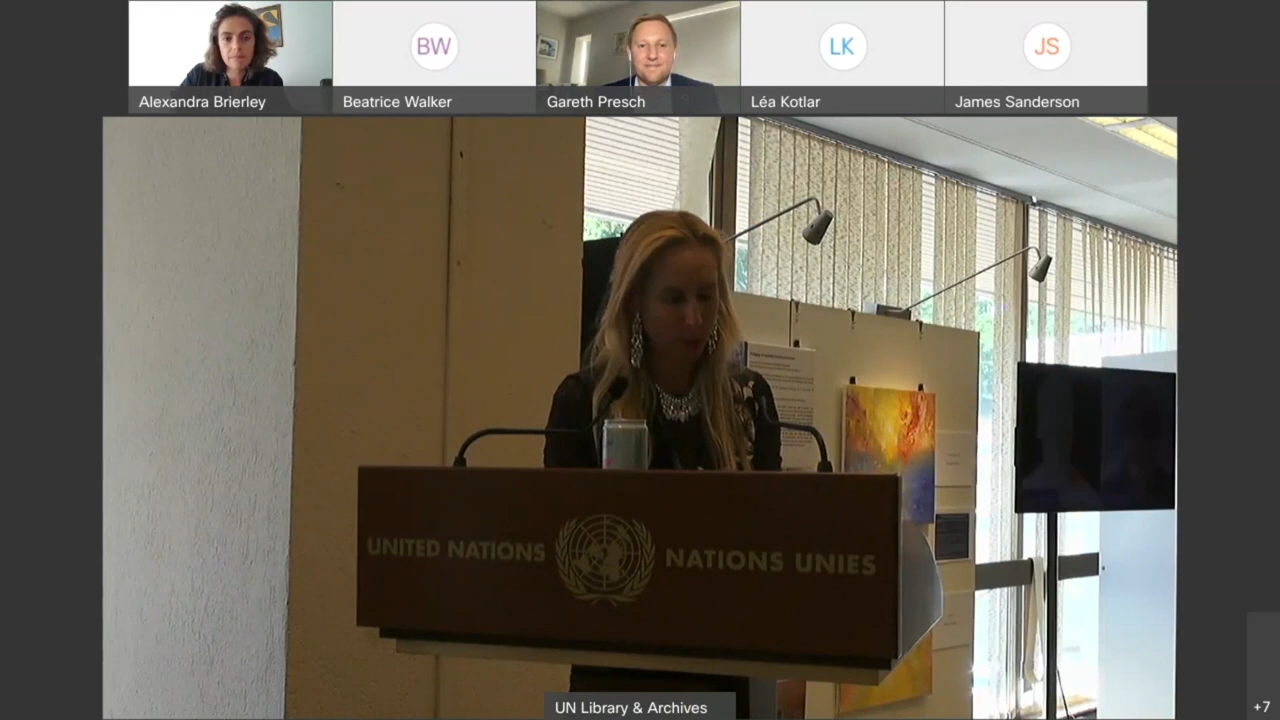 BW
LK
JS
Alexandra Brierley
Beatrice Walker
Gareth Presch
Léa Kotlar
James Sanderson
UNITED NATIONS NATIONS UNIES
UN Library & Archives
+7